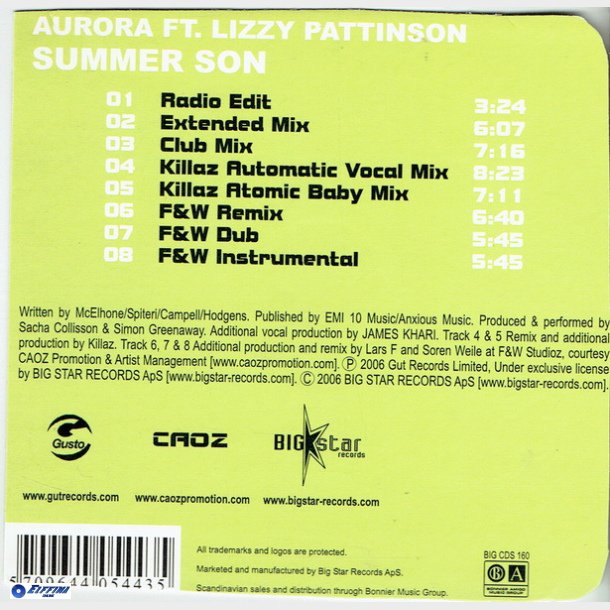 AURORA FT. LIZZY PATTINSON
SUMMER SON
01 Radio Edit 3:24
02 Extended Mix 6:07
03 Club Mix 7:16
04 Killaz Automatic Vocal Mix 8:23
05 Killaz Atomic Baby Mix 7:11
06 F&W Remix 6:40
07 F&W Dub 5:45
08 F&W Instrumental 5:45
Written by McElhone/Spiteri/Campell/Hodgens. Published by EMI 10 Music/Anxious Music. Produced & performed by
Sacha Collisson & Simon Greenaway. Additional vocal production by JAMES KHARI. Track 4 & 5 Remix and additional
production by Killaz. Track 6, 7 & 8 Additional production and remix by Lars F and Soren Weile at F&W Studioz, courtesy
CAOZ Promotion & Artist Management [www.caozpromotion.com]. Ⓟ 2006 Gut Records Limited, Under exclusive license
by BIG STAR RECORDS ApS [www.bigstar-records.com]. Ⓒ 2006 BIG STAR RECORDS ApS [www.bigstar-records.com].
Gusto
CAOZ
BIG star
records
www.gutrecords.com www.caozpromotion.com www.bigstar-records.com
All trademarks and logos are protected.
Marketed and manufactured by Big Star Records ApS.
Scandinavian sales and distribution through Bonnier Music Group.
BIG CDS 160
B A
BONNIER AMIGO
MUSIC GROUP
5 709644 054435